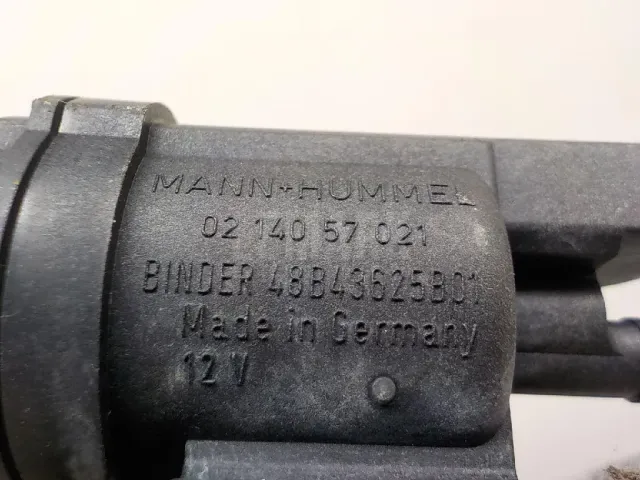 MANN+HUMMEL
02 140 57 021
BINDER 48B43625B01
Made in Germany
12 V